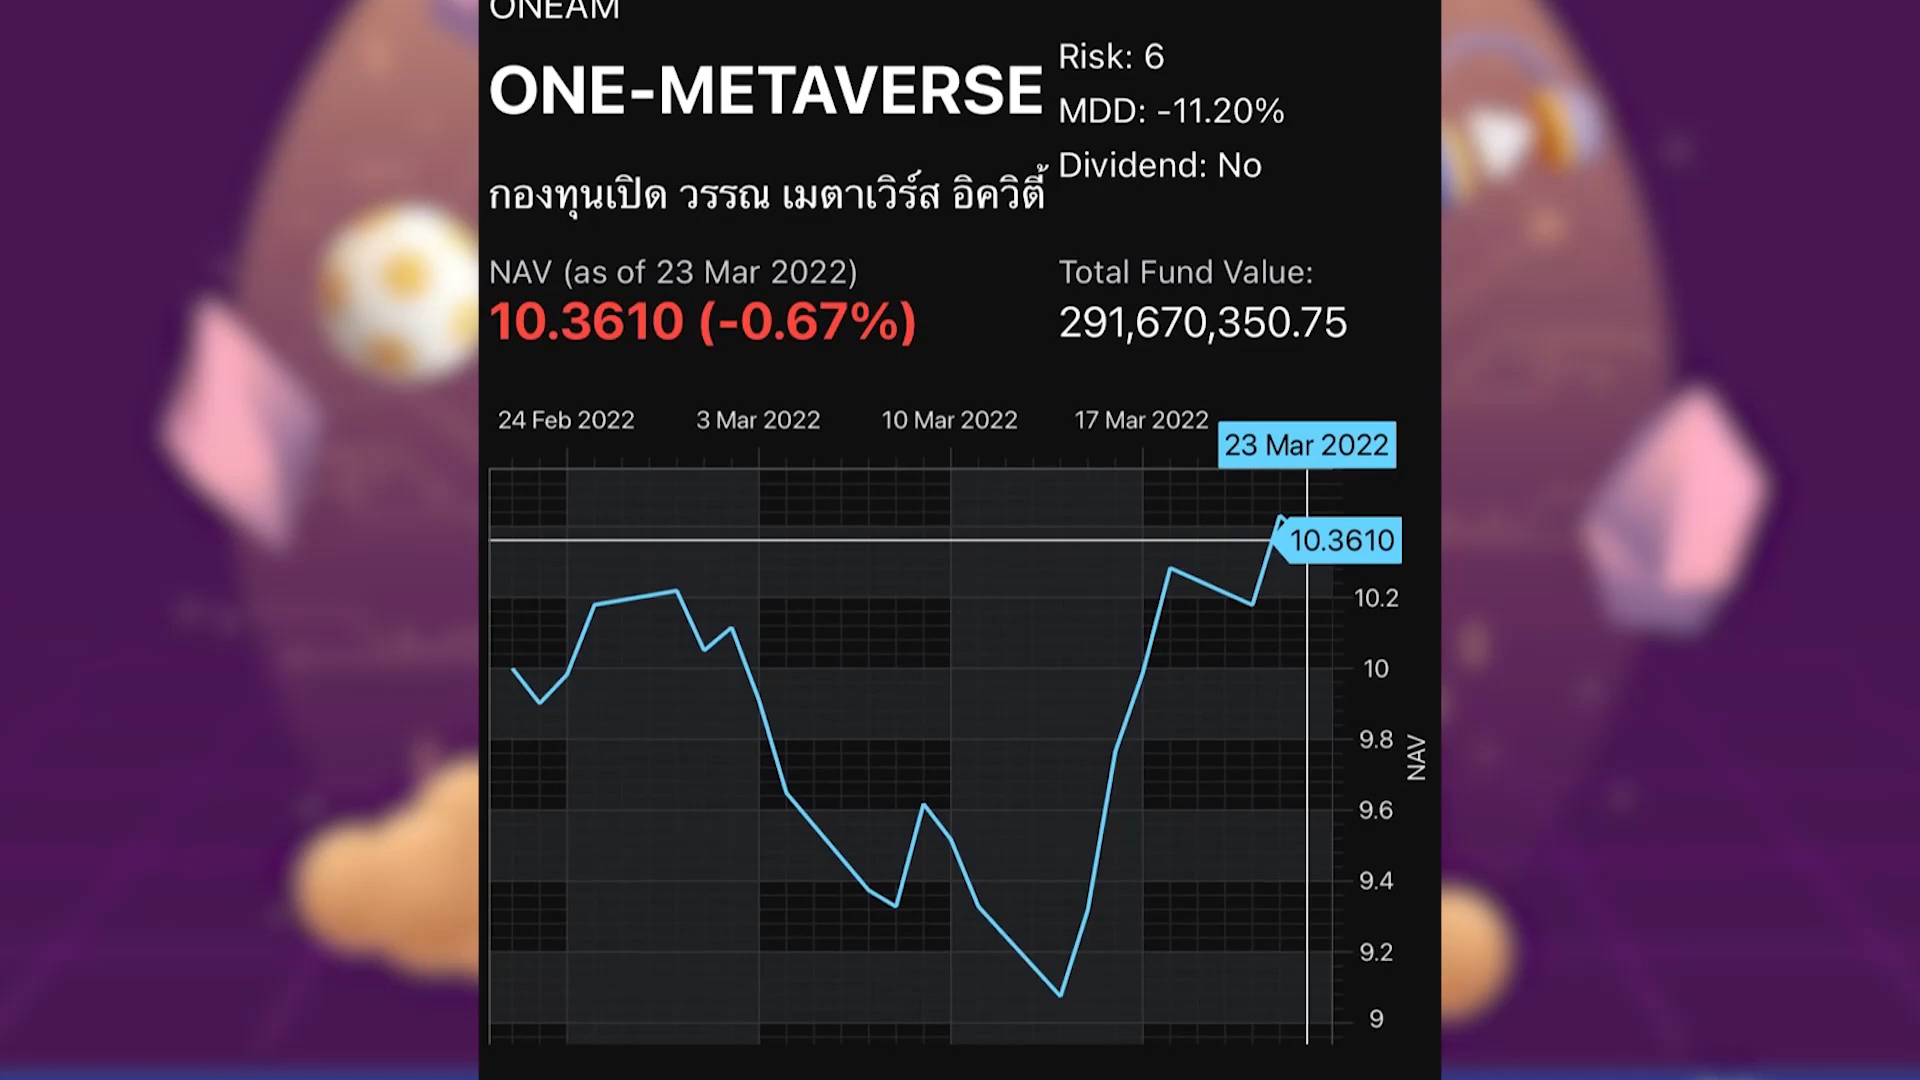 ONEAM
ONE-METAVERSE
กองทุนเปิด วรรณ เมตาเวิร์ส อิควิตี้
Risk: 6
MDD: -11.20%
Dividend: No
NAV (as of 23 Mar 2022)
10.3610 (-0.67%)
Total Fund Value:
291,670,350.75
24 Feb 2022
3 Mar 2022
10 Mar 2022
17 Mar 2022
23 Mar 2022
10.3610
10.2
10
9.8
9.6
9.4
9.2
9
NAV